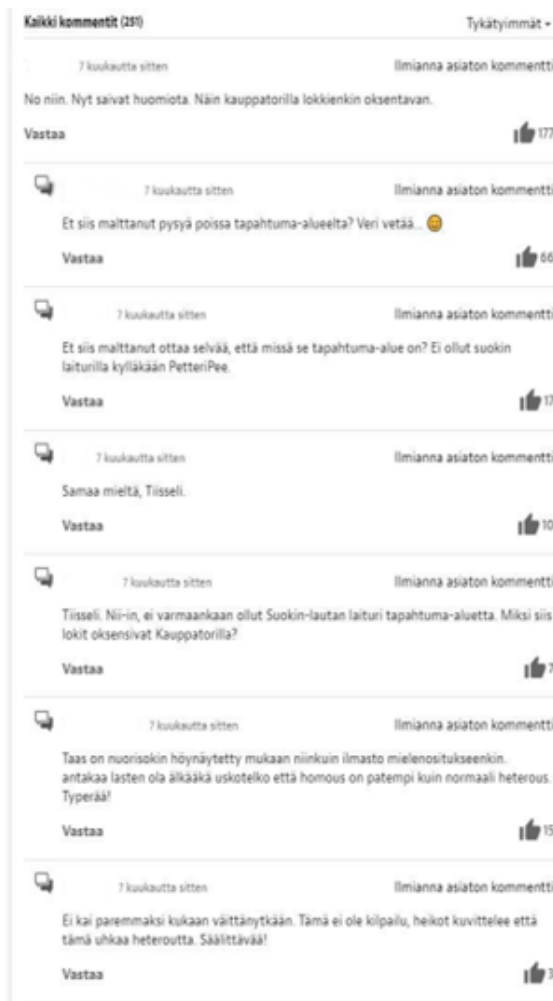 Kaikki kommentit (251)
Tykätyimmät
7 kuukautta sitten
Ilmianna asiaton kommentti
No niin. Nyt saivat huomiota. Näin kauppatorilla lokkienkin oksentavan.
Vastaa
177
7 kuukautta sitten
Ilmianna asiaton kommentti
Et siis malttanut pysyä poissa tapahtuma-alueelta? Veri vetää...
Vastaa
66
7 kuukautta sitten
Ilmianna asiaton kommentti
Et siis malttanut ottaa selvää, että missä se tapahtuma-alue on? Ei ollut suokin
laiturilla kylläkään PetteriPee.
Vastaa
17
7 kuukautta sitten
Ilmianna asiaton kommentti
Samaa mieltä, Tiisseli.
Vastaa
10
7 kuukautta sitten
Ilmianna asiaton kommentti
Tiisseli. Nii-in, ei varmaankaan ollut Suokin-lautan laituri tapahtuma-aluetta. Miksi siis
lokit oksensivat Kauppatorilla?
Vastaa
7
7 kuukautta sitten
Ilmianna asiaton kommentti
Taas on nuorisokin höynäytetty mukaan niinkuin ilmasto mielenositukseenkin.
antakaa lasten ola älkääkä uskotelko että homous on patempi kuin normaali heterous.
Typerää!
Vastaa
15
7 kuukautta sitten
Ilmianna asiaton kommentti
Ei kai paremmaksi kukaan väittänytkään. Tämä ei ole kilpailu, heikot kuvittelee että
tämä uhkaa heteroutta. Säälittävää!
Vastaa
3